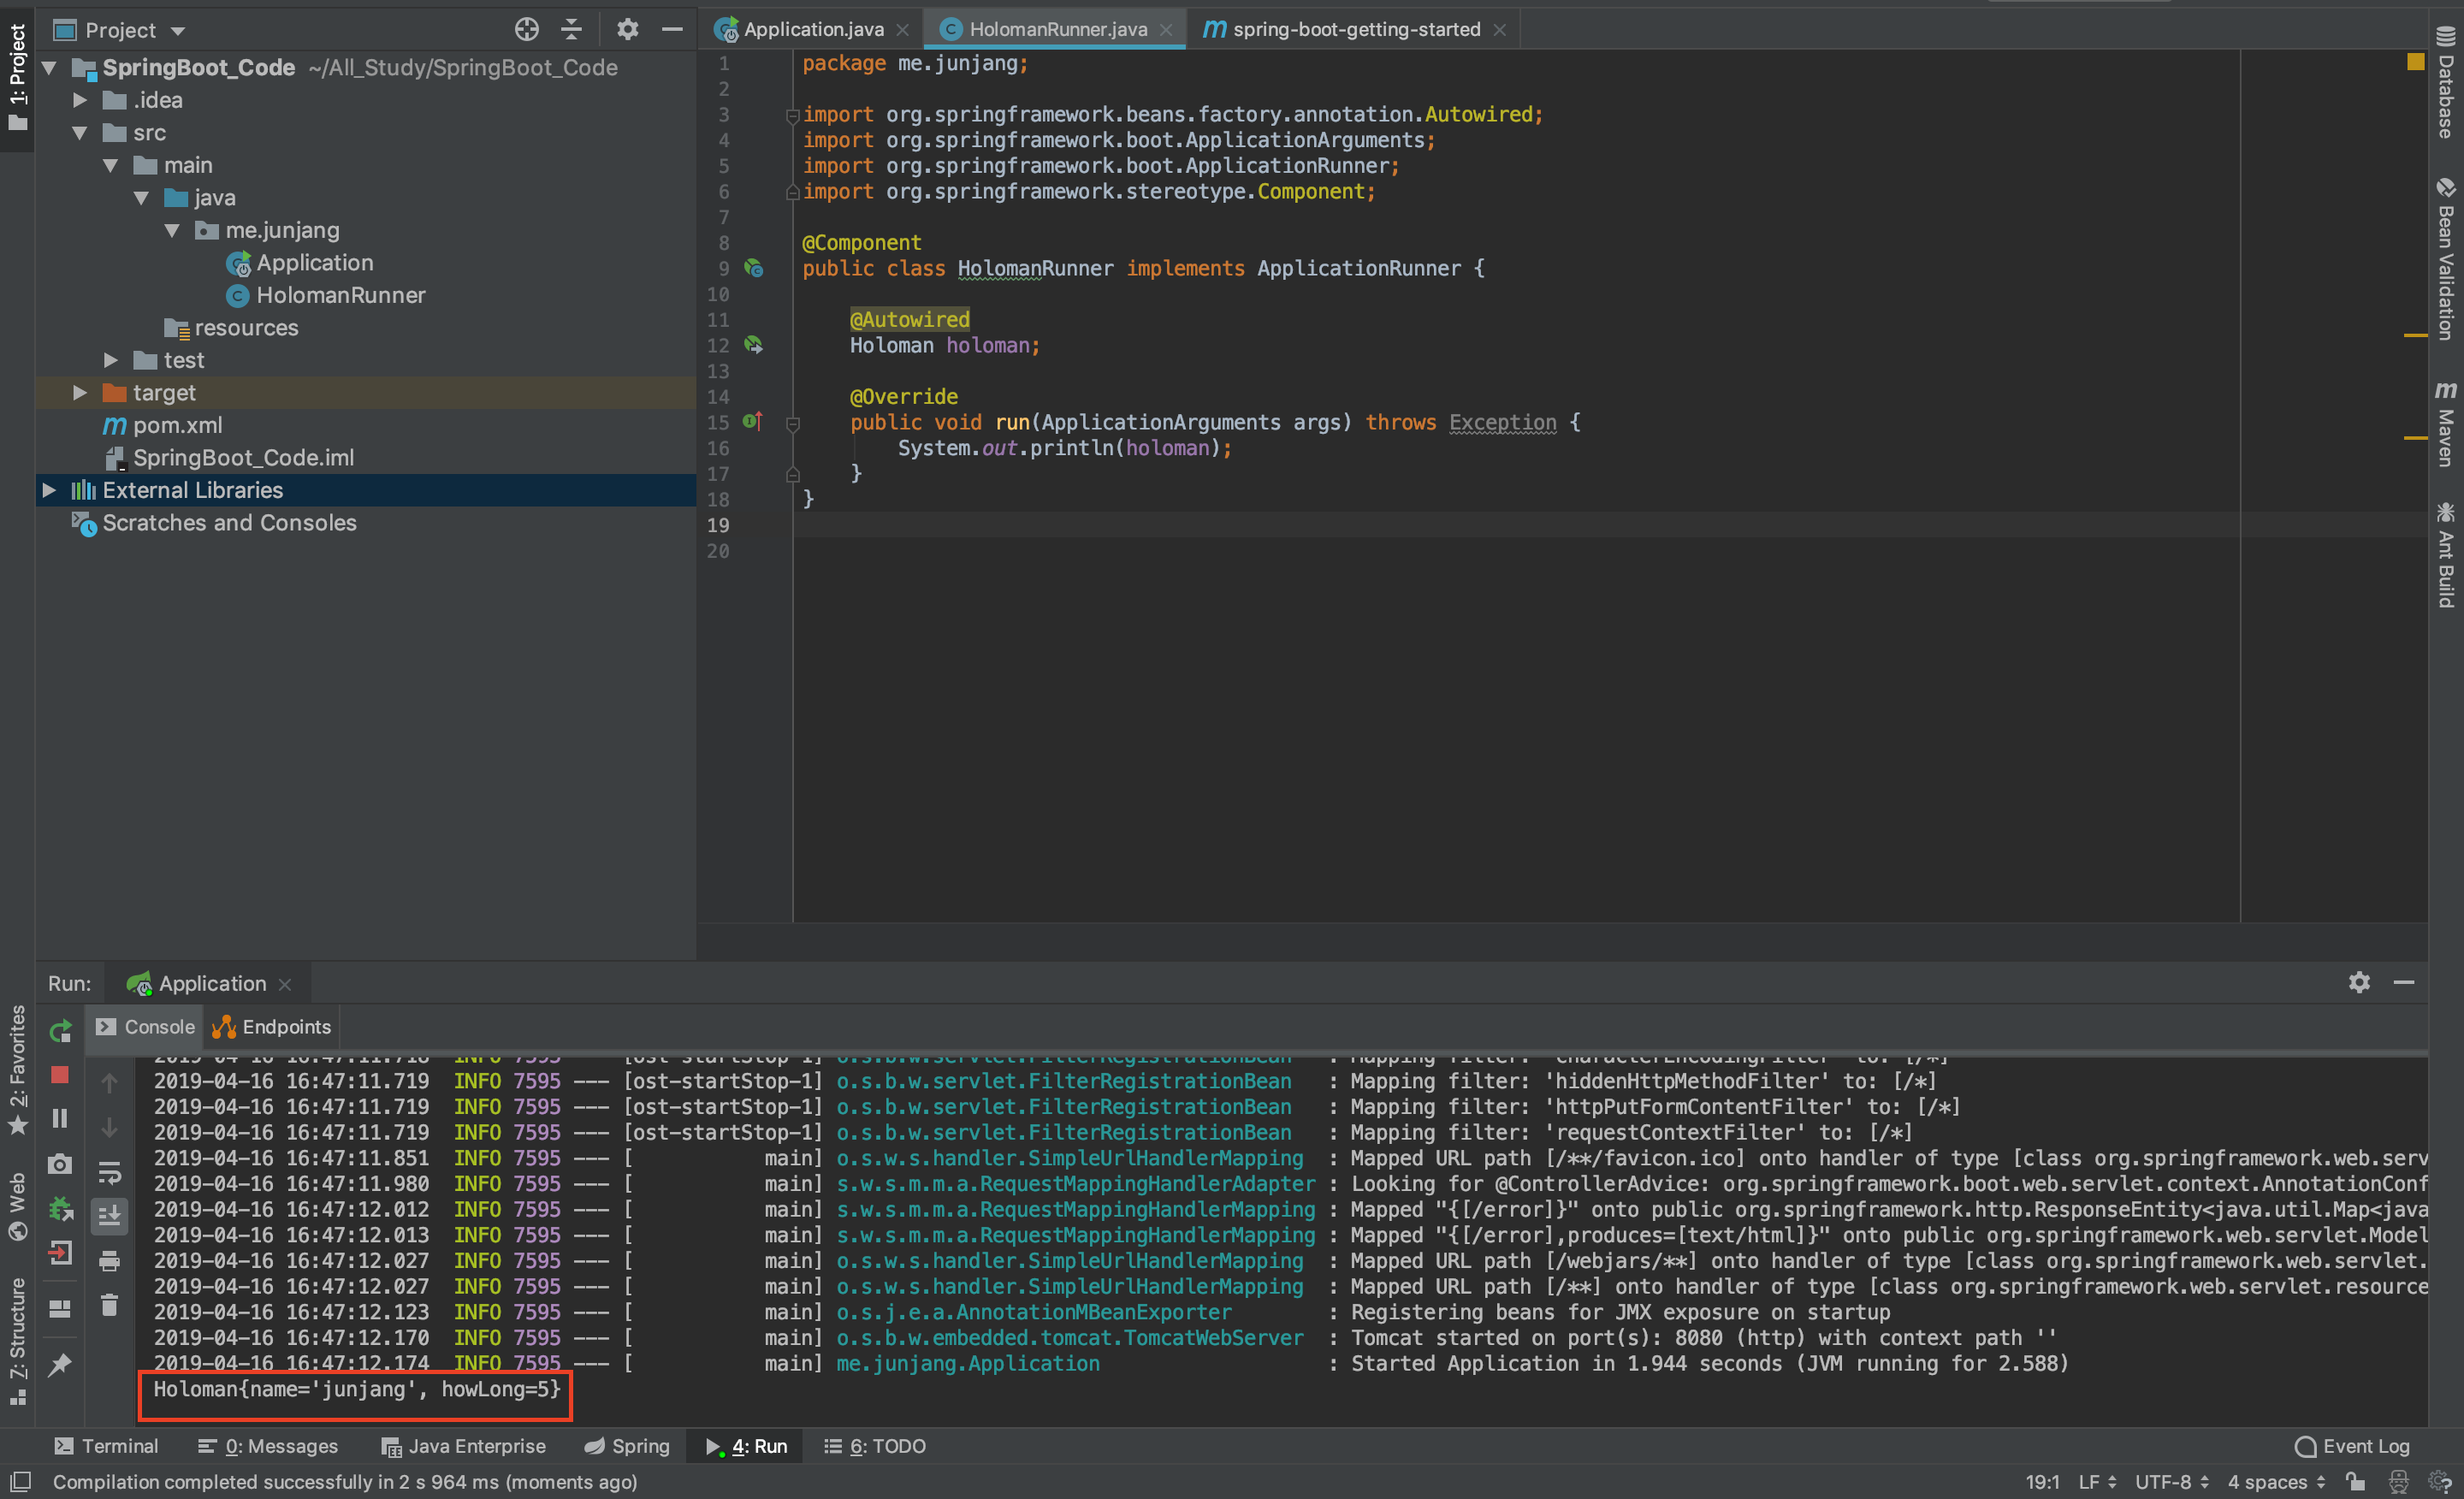 Project
SpringBoot_Code ~/All_Study/SpringBoot_Code
.idea
src
main
java
me.junjang
Application
HolomanRunner
resources
test
target
pom.xml
SpringBoot_Code.iml
External Libraries
Scratches and Consoles
1: Project
2: Favorites
Web
Z: Structure
Application.java
HolomanRunner.java
spring-boot-getting-started
1 package me.junjang;
2
3 import org.springframework.beans.factory.annotation.Autowired;
4 import org.springframework.boot.ApplicationArguments;
5 import org.springframework.boot.ApplicationRunner;
6 import org.springframework.stereotype.Component;
7
8 @Component
9 public class HolomanRunner implements ApplicationRunner {
10
11 @Autowired
12 Holoman holoman;
13
14 @Override
15 public void run(ApplicationArguments args) throws Exception {
16 System.out.println(holoman);
17 }
18 }
19
20
Database
Bean Validation
Maven
Ant Build
Run: Application
Console Endpoints
2019-04-16 16:47:11.718 INFO 7595 --- [ost-startStop-1] o.s.b.w.servlet.FilterRegistrationBean : Mapping filter: 'characterEncodingFilter' to: [/*]
2019-04-16 16:47:11.719 INFO 7595 --- [ost-startStop-1] o.s.b.w.servlet.FilterRegistrationBean : Mapping filter: 'hiddenHttpMethodFilter' to: [/*]
2019-04-16 16:47:11.719 INFO 7595 --- [ost-startStop-1] o.s.b.w.servlet.FilterRegistrationBean : Mapping filter: 'httpPutFormContentFilter' to: [/*]
2019-04-16 16:47:11.719 INFO 7595 --- [ost-startStop-1] o.s.b.w.servlet.FilterRegistrationBean : Mapping filter: 'requestContextFilter' to: [/*]
2019-04-16 16:47:11.851 INFO 7595 --- [ main] o.s.w.s.handler.SimpleUrlHandlerMapping : Mapped URL path [/**/favicon.ico] onto handler of type [class org.springframework.web.serv
2019-04-16 16:47:11.980 INFO 7595 --- [ main] s.w.s.m.m.a.RequestMappingHandlerAdapter : Looking for @ControllerAdvice: org.springframework.boot.web.servlet.context.AnnotationConf
2019-04-16 16:47:12.012 INFO 7595 --- [ main] s.w.s.m.m.a.RequestMappingHandlerMapping : Mapped "{[/error]}" onto public org.springframework.http.ResponseEntity<java.util.Map<java
2019-04-16 16:47:12.013 INFO 7595 --- [ main] s.w.s.m.m.a.RequestMappingHandlerMapping : Mapped "{[/error],produces=[text/html]}" onto public org.springframework.web.servlet.Model
2019-04-16 16:47:12.027 INFO 7595 --- [ main] o.s.w.s.handler.SimpleUrlHandlerMapping : Mapped URL path [/webjars/**] onto handler of type [class org.springframework.web.servlet.
2019-04-16 16:47:12.027 INFO 7595 --- [ main] o.s.w.s.handler.SimpleUrlHandlerMapping : Mapped URL path [/**] onto handler of type [class org.springframework.web.servlet.resource
2019-04-16 16:47:12.123 INFO 7595 --- [ main] o.s.j.e.a.AnnotationMBeanExporter : Registering beans for JMX exposure on startup
2019-04-16 16:47:12.170 INFO 7595 --- [ main] o.s.b.w.embedded.tomcat.TomcatWebServer : Tomcat started on port(s): 8080 (http) with context path ''
2019-04-16 16:47:12.174 INFO 7595 --- [ main] me.junjang.Application : Started Application in 1.944 seconds (JVM running for 2.588)
Holoman{name='junjang', howLong=5}
Terminal 0: Messages Java Enterprise Spring 4: Run 6: TODO Event Log
Compilation completed successfully in 2 s 964 ms (moments ago) 19:1 LF UTF-8 4 spaces